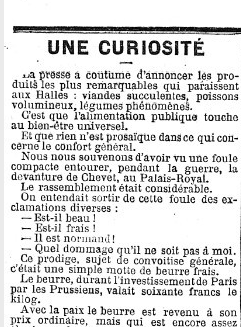 UNE CURIOSITÉ
La presse a coutume d'annoncer les pro-
duits les plus remarquables qui paraissent
aux Halles : viandes succulentes, poissons
volumineux, légumes phénomènes.
C'est que l'alimentation publique touche
au bien-être universel.
Et que rien n'est prosaïque dans ce qui con-
cerne le confort général.
Nous nous souvenons d'avoir vu une foule
compacte entourer, pendant la guerre, la
devanture de Chevet, au Palais-Royal.
Le rassemblement était considérable.
On entendait sortir de cette foule des ex-
clamations diverses :
— Est-il beau !
— Est-il frais !
— Il est normand !
— Quel dommage qu'il ne soit pas à moi.
Ce prodige, sujet de convoitise générale,
c'était une simple motte de beurre frais.
Le beurre, durant l'investissement de Paris
par les Prussiens, valait soixante francs le
kilog.
Avec la paix le beurre est revenu à son
prix ordinaire, mais qui est encore assez